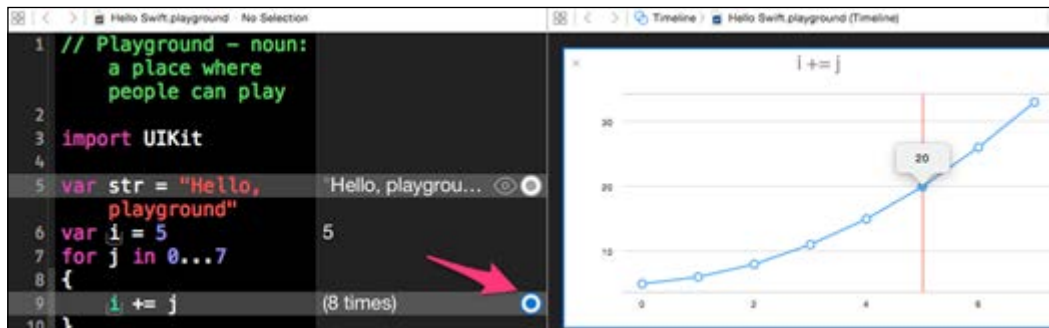 Hello Swift.playground · No Selection
Timeline
Hello Swift.playground (Timeline)
1 // Playground – noun:
a place where
people can play
2
3 import UIKit
4
5 var str = "Hello,
playground"
6 var i = 5
7 for j in 0...7
8 {
9 i += j
10 }
"Hello, playgrou...
5
(8 times)
i += j
30
20
20
10
0
2
4
6